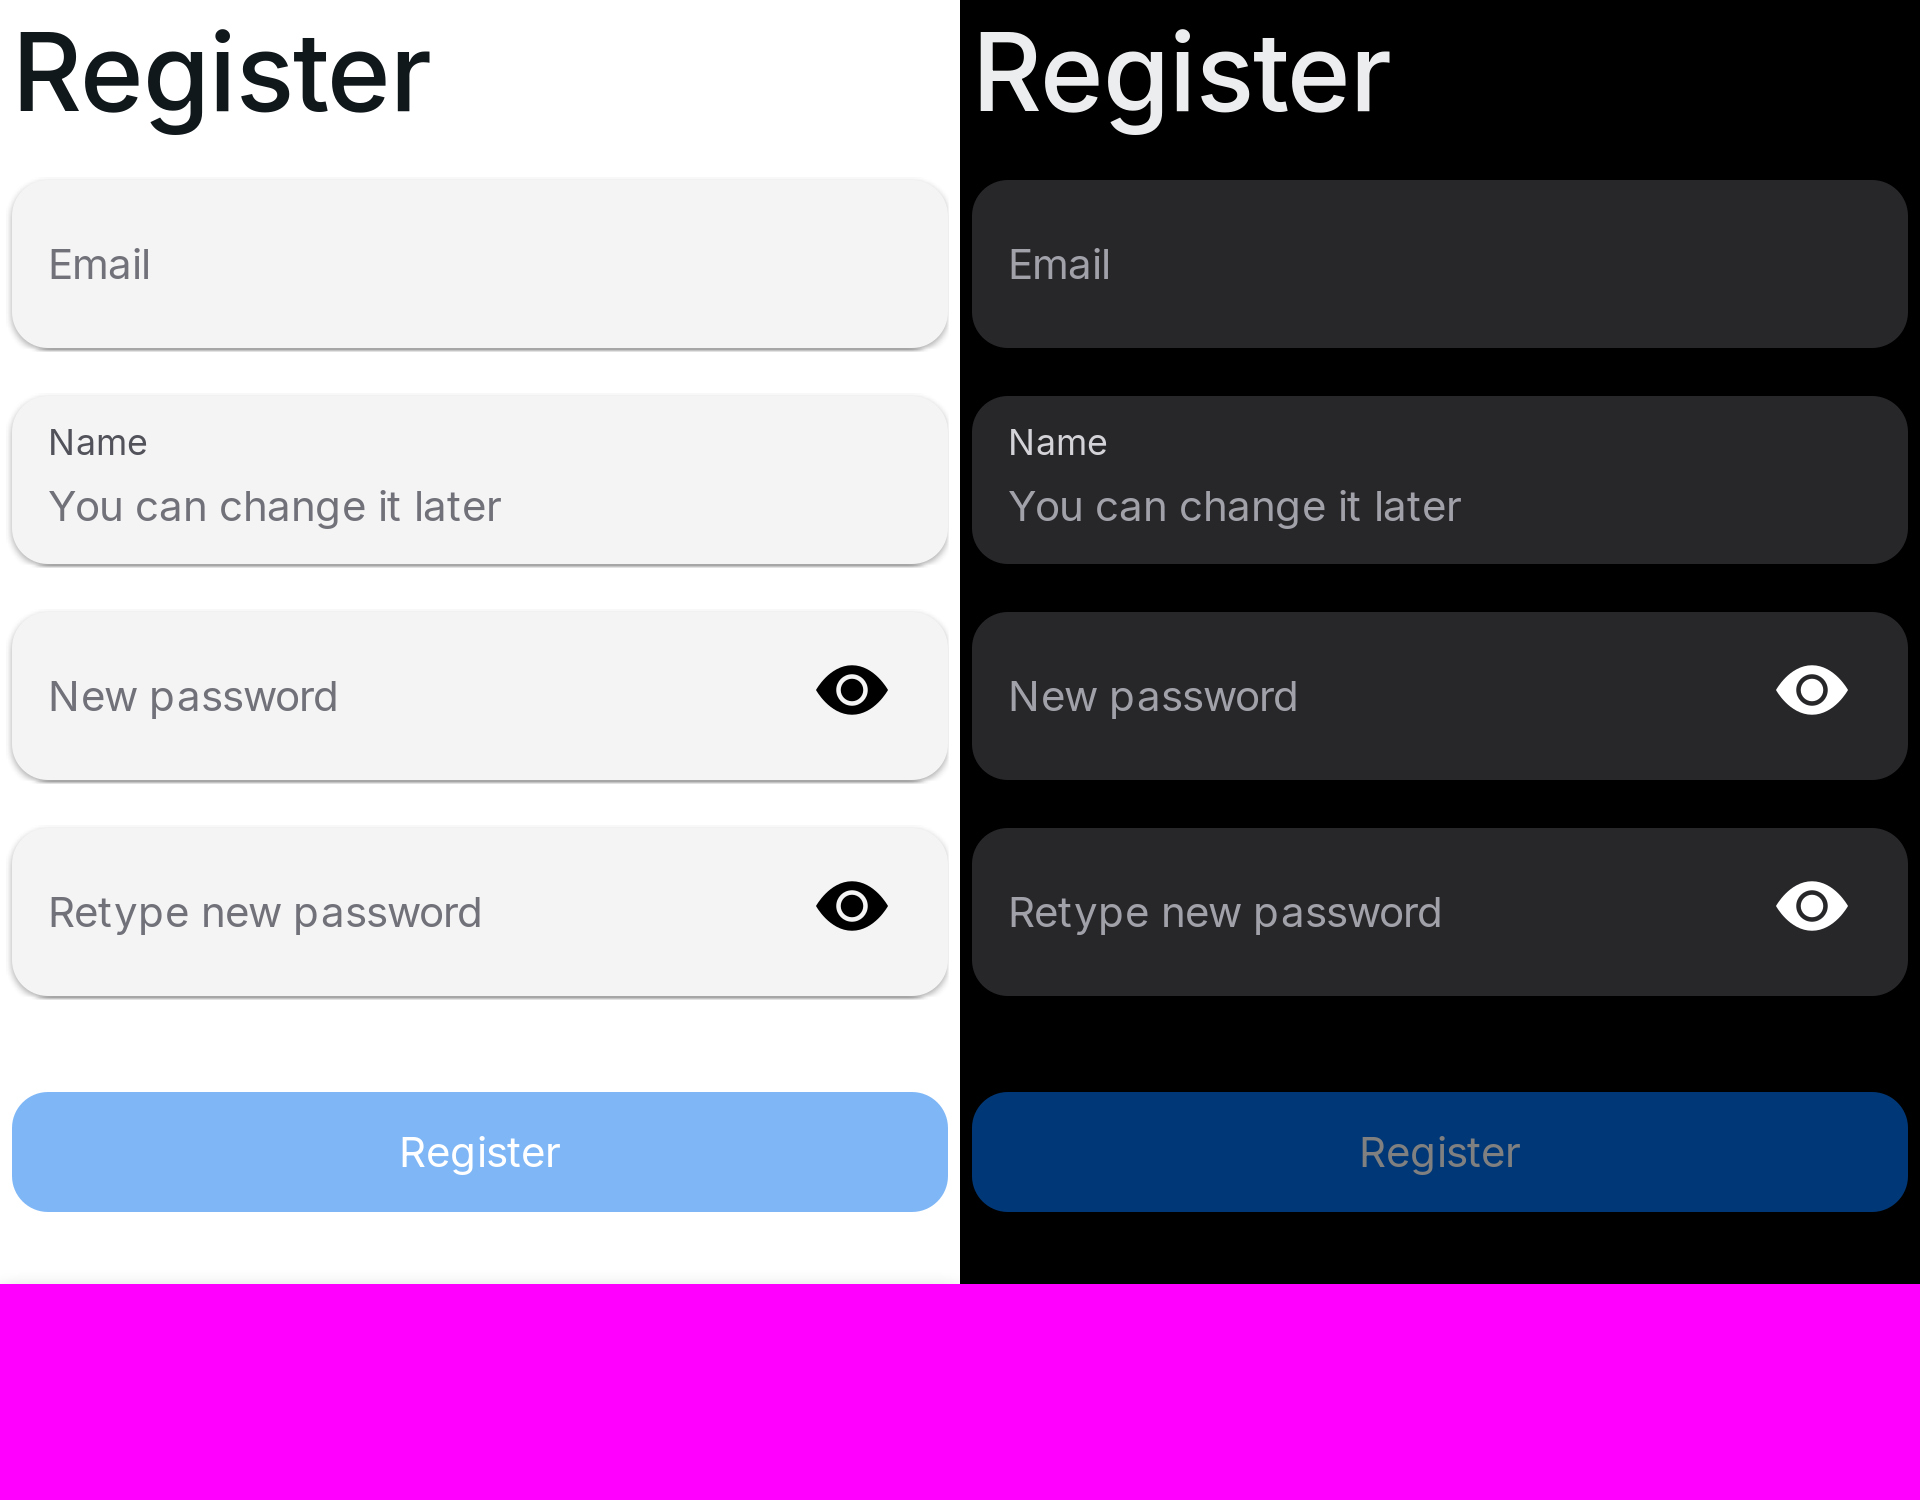 Register
Email
Name
You can change it later
New password
Retype new password
Register
Register
Email
Name
You can change it later
New password
Retype new password
Register